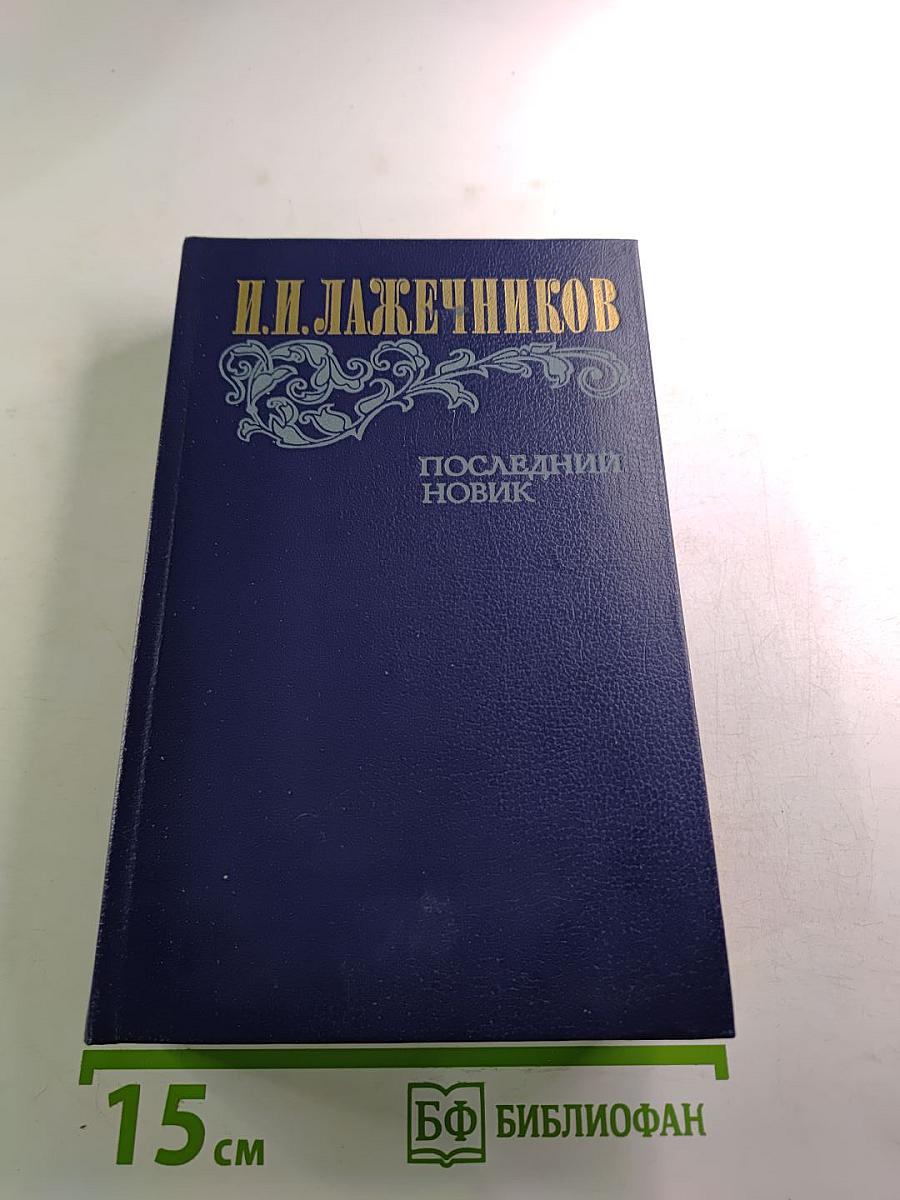 И.И.ЛАЖЕЧНИКОВ
ПОСЛЕДНИЙ
НОВИК
15 см
БФ БИБЛИОФАН